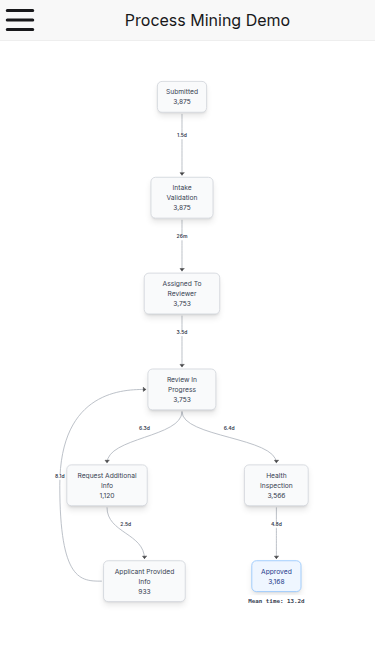 Process Mining Demo
Submitted
3,875
1.5d
Intake
Validation
3,875
26m
Assigned To
Reviewer
3,753
3.5d
Review In
Progress
3,753
6.3d
6.4d
8.1d
Request Additional
Info
1,120
Health
Inspection
3,566
2.5d
4.8d
Applicant Provided
Info
933
Approved
3,168
Mean time: 13.2d